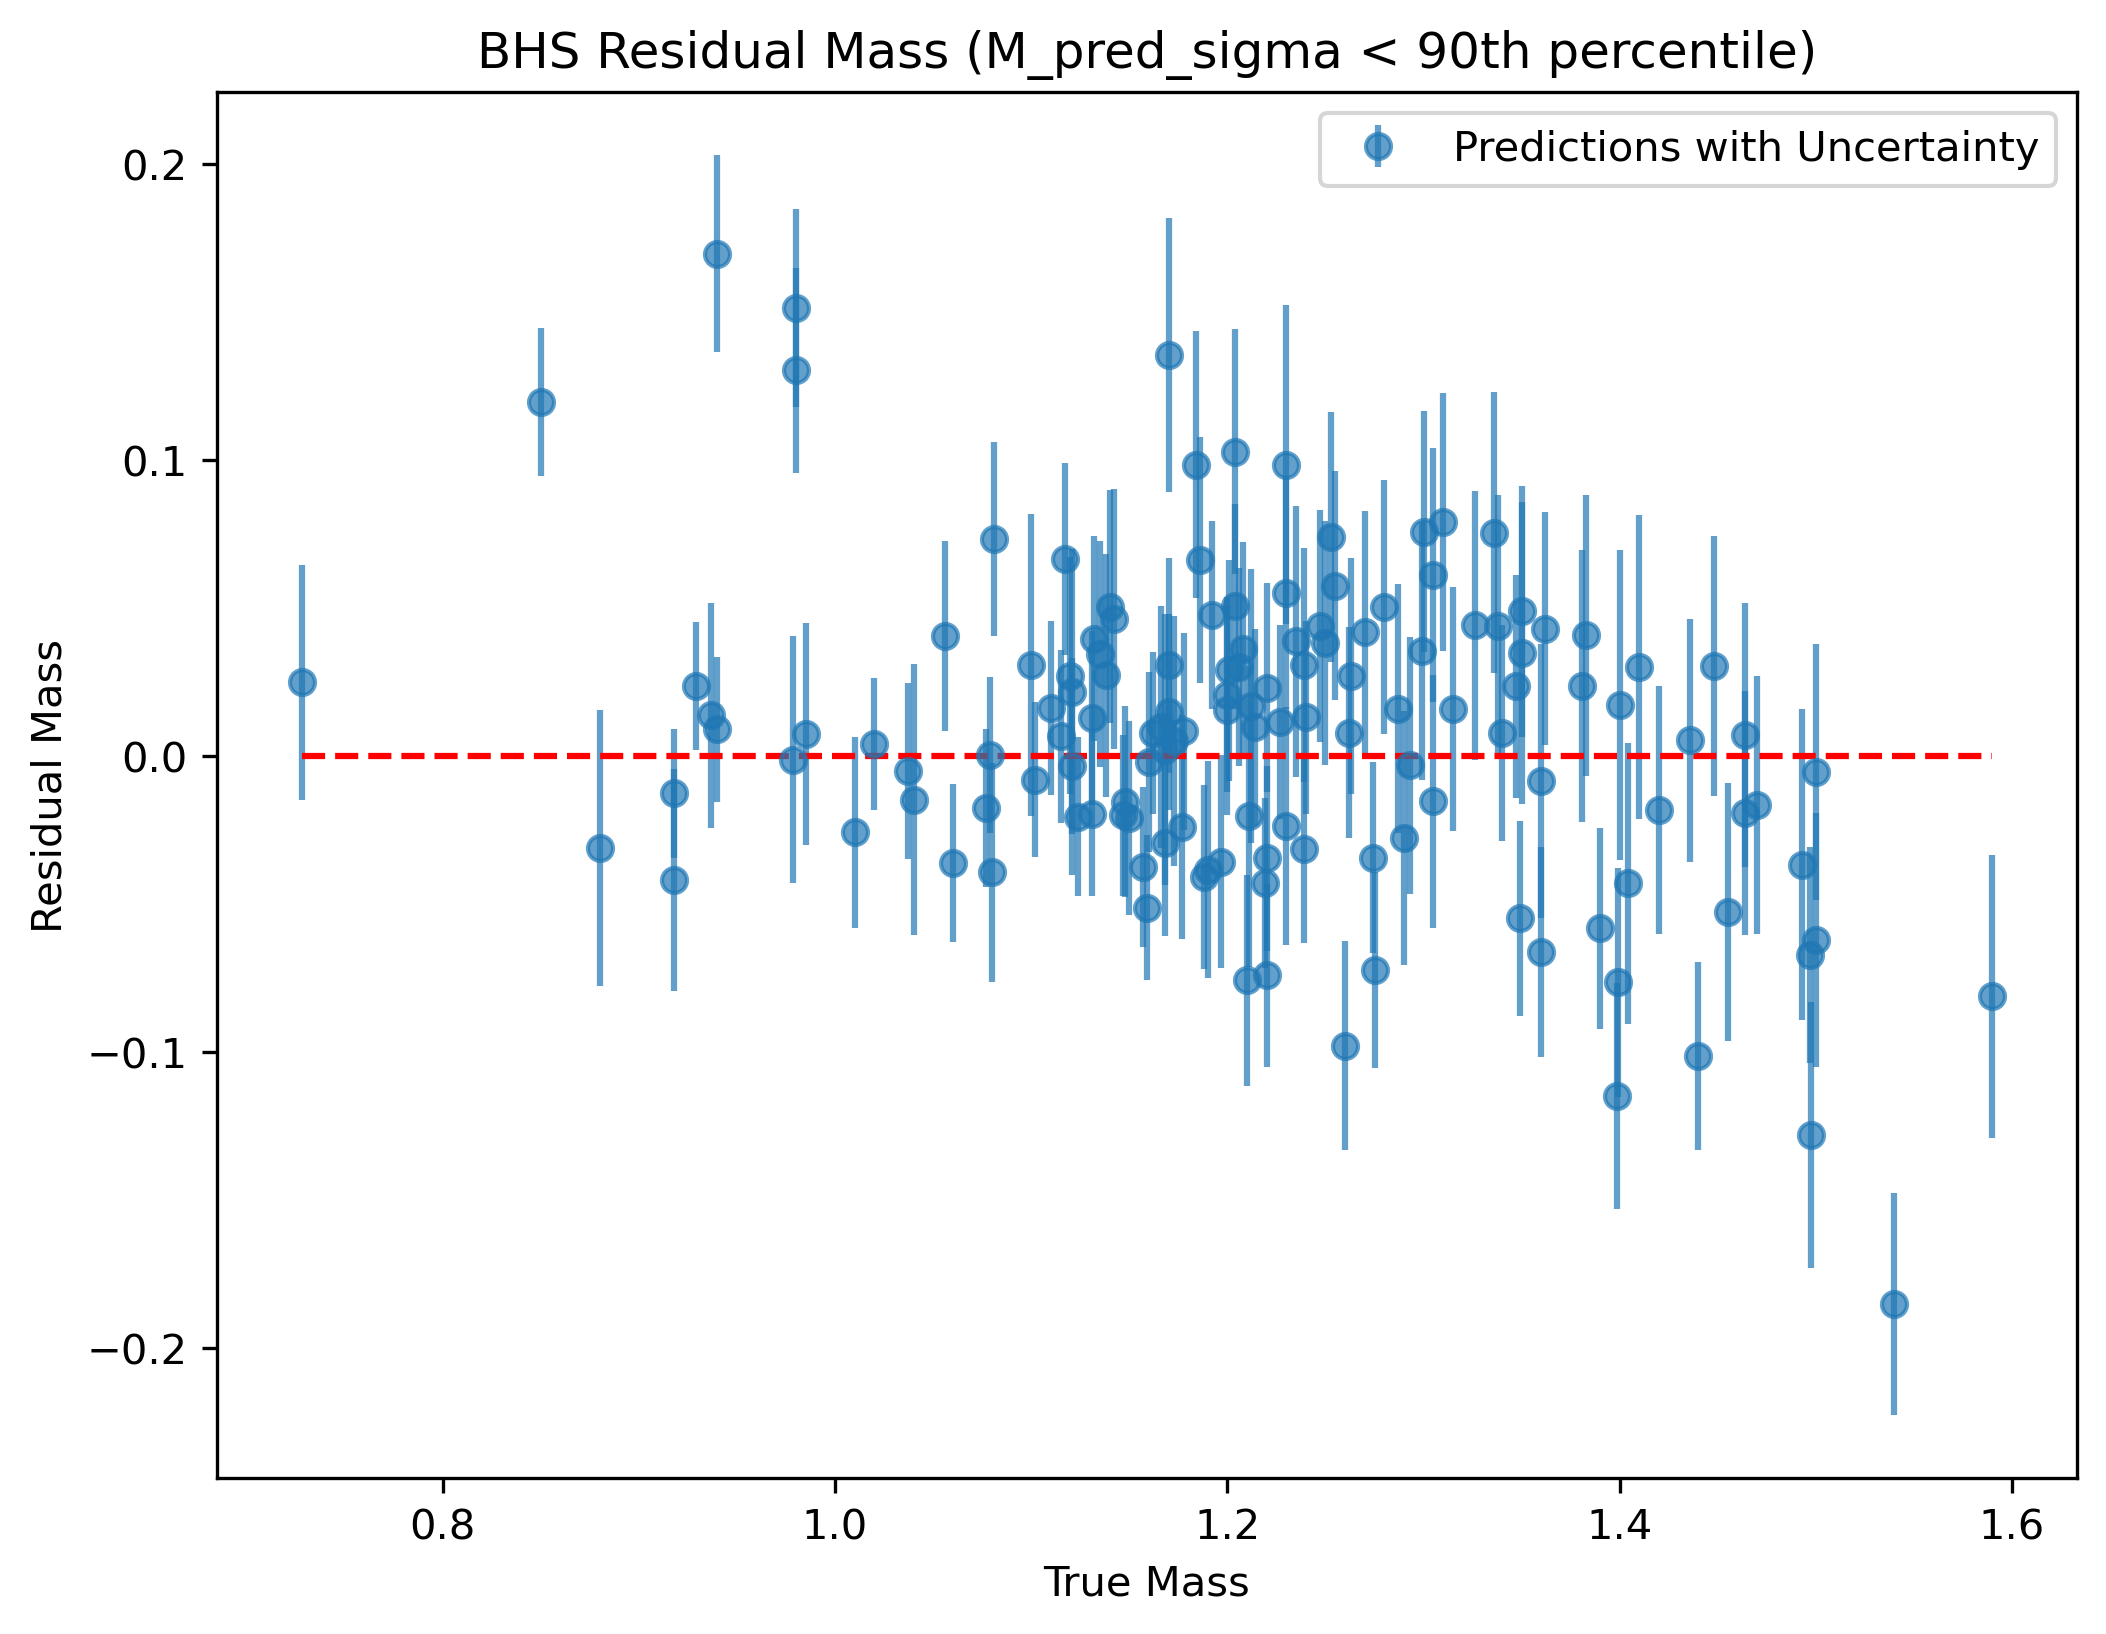 BHS Residual Mass (M_pred_sigma < 90th percentile)
Predictions with Uncertainty
0.2
0.1
0.0
−0.1
−0.2
Residual Mass
0.8
1.0
1.2
1.4
1.6
True Mass